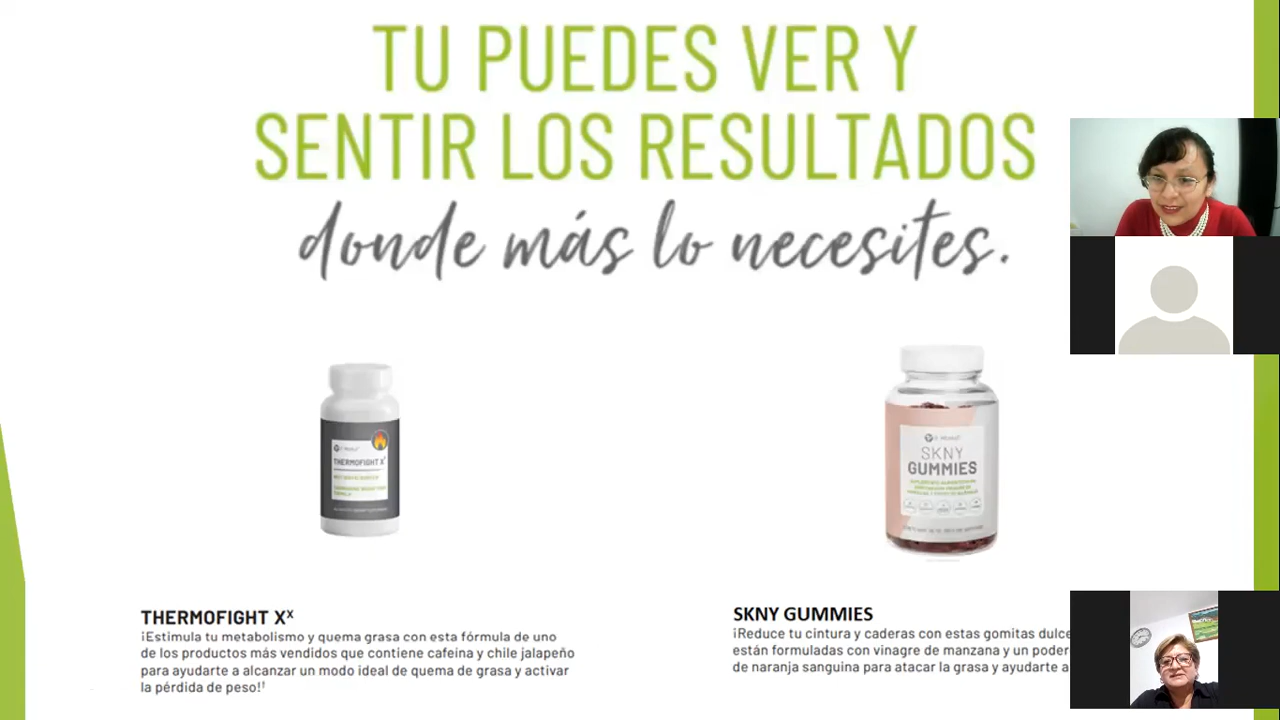 TU PUEDES VER Y
SENTIR LOS RESULTADOS
donde más lo necesites.
THERMOFIGHT X
SKNY
GUMMIES
THERMOFIGHT Xˣ
¡Estimula tu metabolismo y quema grasa con esta fórmula de uno
de los productos más vendidos que contiene cafeína y chile jalapeño
para ayudarte a alcanzar un modo ideal de quema de grasa y activar
la pérdida de peso!¹
SKNY GUMMIES
¡Reduce tu cintura y caderas con estas gomitas dulce
están formuladas con vinagre de manzana y un poder
de naranja sanguina para atacar la grasa y ayudarte a